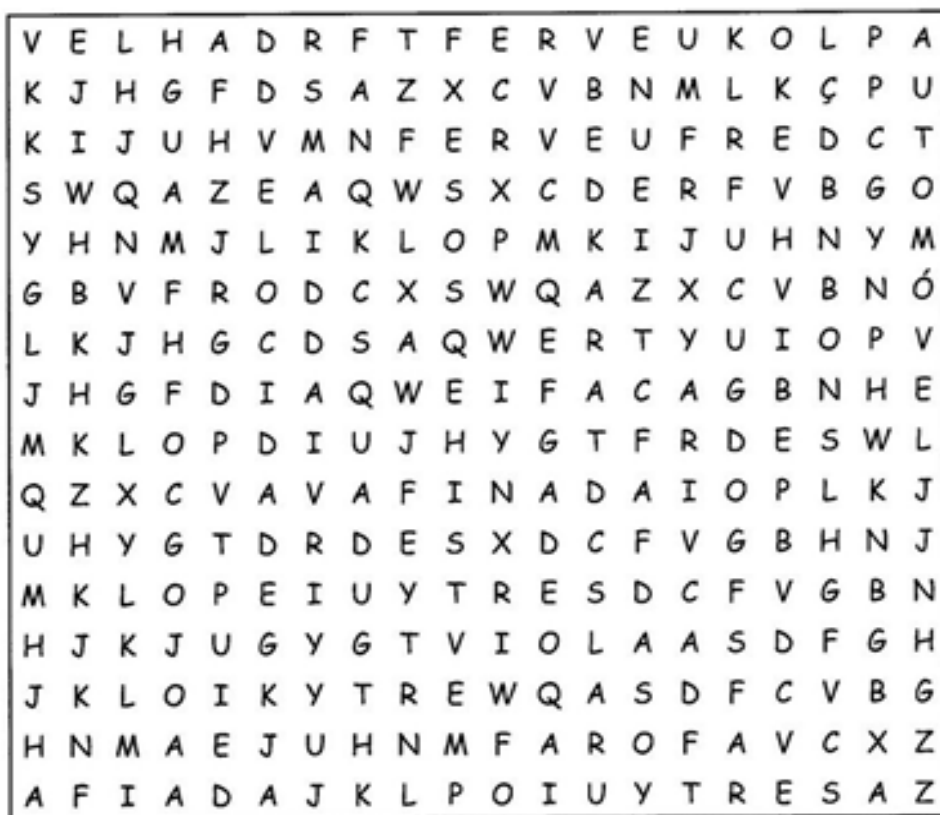 V E L H A D R F T F E R V E U K O L P A
K J H G F D S A Z X C V B N M L K Ç P U
K I J U H V M N F E R V E U F R E D C T
S W Q A Z E A Q W S X C D E R F V B G O
Y H N M J L I K L O P M K I J U H N Y M
G B V F R O D C X S W Q A Z X C V B N Ó
L K J H G C D S A Q W E R T Y U I O P V
J H G F D I A Q W E I F A C A G B N H E
M K L O P D I U J H Y G T F R D E S W L
Q Z X C V A V A F I N A D A I O P L K J
U H Y G T D R D E S X D C F V G B H N J
M K L O P E I U Y T R E S D C F V G B N
H J K J U G Y G T V I O L A A S D F G H
J K L O I K Y T R E W Q A S D F C V B G
H N M A E J U H N M F A R O F A V C X Z
A F I A D A J K L P O I U Y T R E S A Z